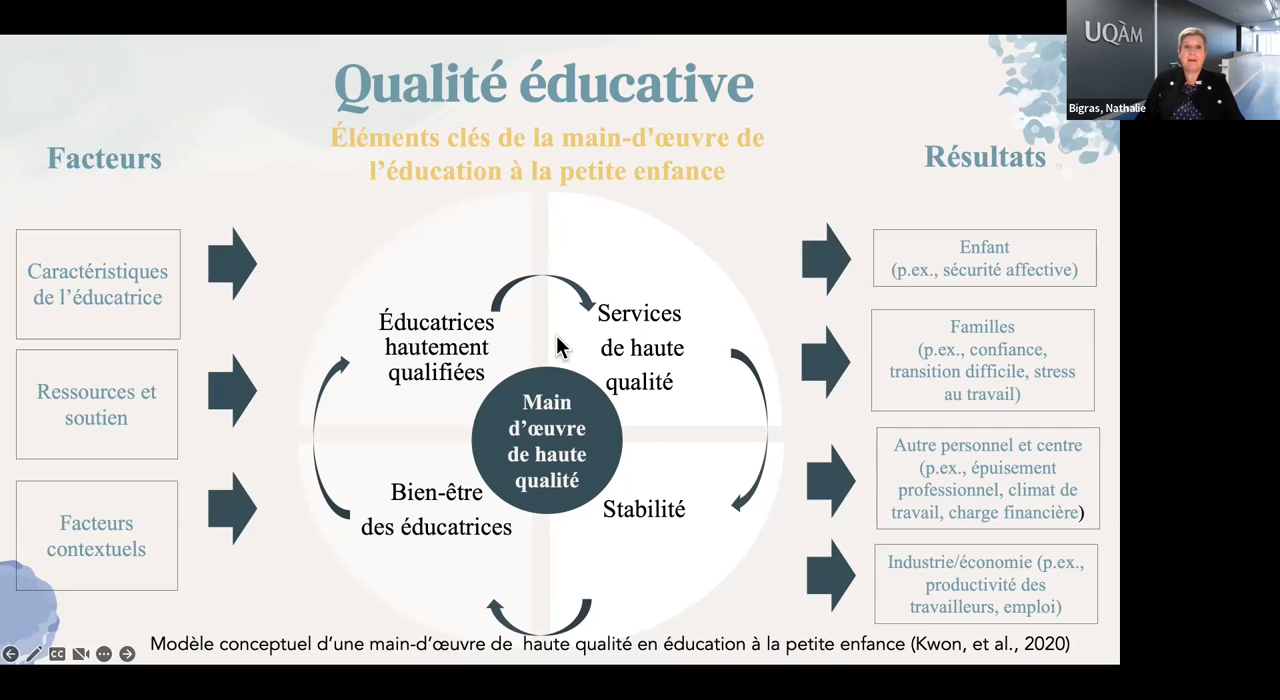 Qualité éducative
Éléments clés de la main-d'œuvre de
l'éducation à la petite enfance
Facteurs
Caractéristiques
de l'éducatrice
Ressources et
soutien
Facteurs
contextuels
Éducatrices
hautement
qualifiées
Services
de haute
qualité
Main
d'œuvre
de haute
qualité
Bien-être
des éducatrices
Stabilité
Résultats
Enfant
(p.ex., sécurité affective)
Familles
(p.ex., confiance,
transition difficile, stress
au travail)
Autre personnel et centre
(p.ex., épuisement
professionnel, climat de
travail, charge financière)
Industrie/économie (p.ex.,
productivité des
travailleurs, emploi)
Modèle conceptuel d'une main-d'œuvre de haute qualité en éducation à la petite enfance (Kwon, et al., 2020)
CC
UQÀM
Bigras, Nathalie